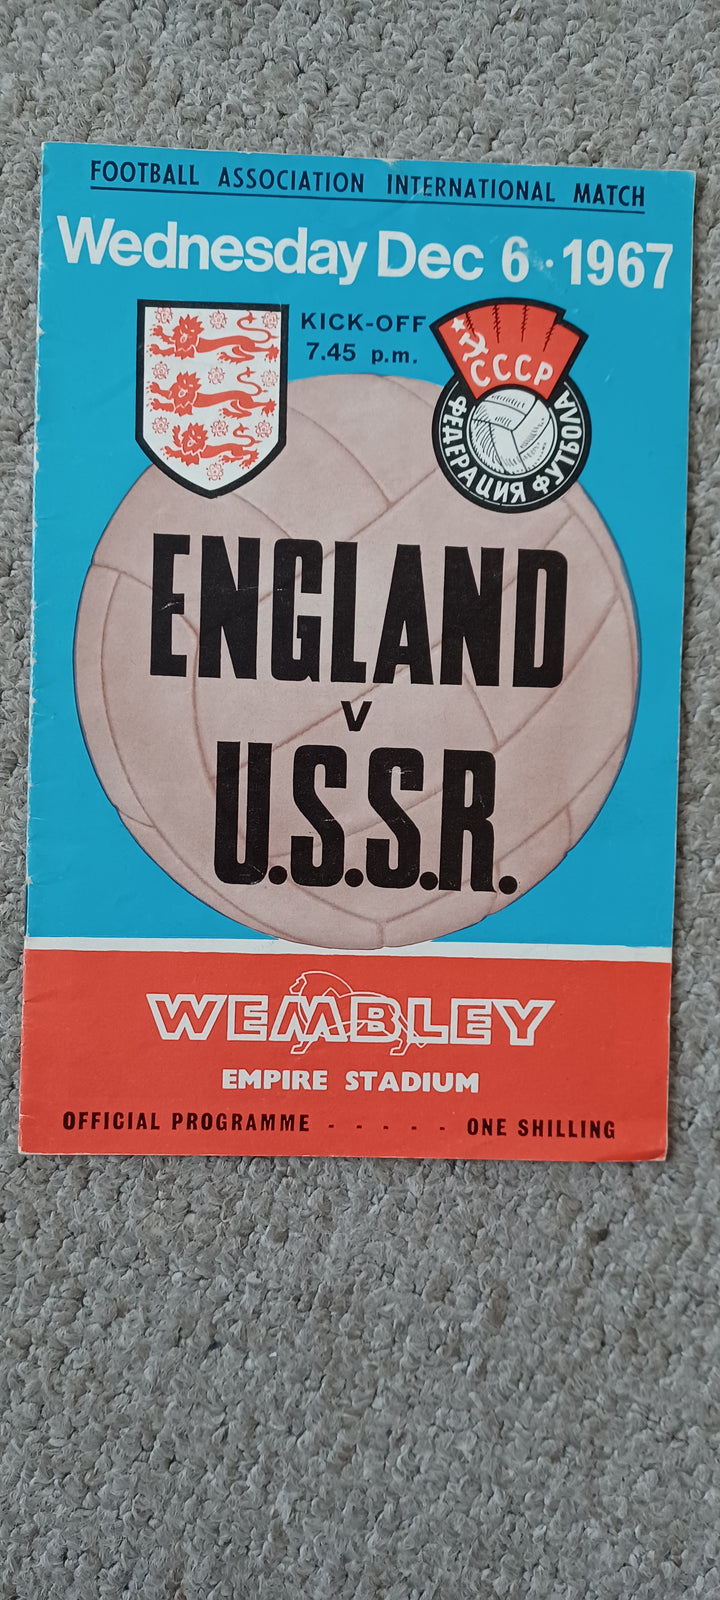 FOOTBALL ASSOCIATION INTERNATIONAL MATCH
Wednesday Dec 6 · 1967
KICK-OFF
7.45 p.m.
СССР
ФЕДЕРАЦИЯ ФУТБОЛА
ENGLAND
V
U.S.S.R.
WEMBLEY
EMPIRE STADIUM
OFFICIAL PROGRAMME - - - - - ONE SHILLING